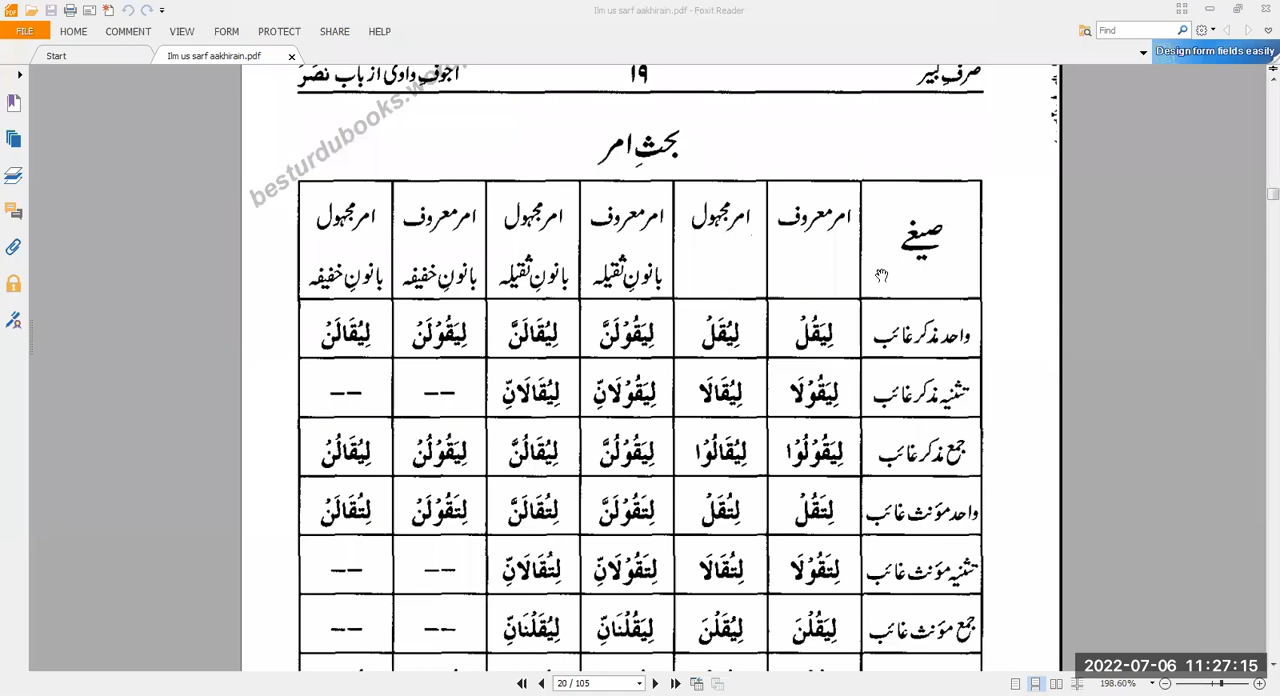 Ilm us sarf aakhirain.pdf - Foxit Reader
FILE HOME COMMENT VIEW FORM PROTECT SHARE HELP
Find
Start Ilm us sarf aakhirain.pdf
Design form fields easily
صرفِ کبیر ۱۹ اجوفِ واوی از باب نصَرَ
besturdubooks.wo
بحثِ امر
صیغے امر معروف امر مجہول امر معروف بانونِ ثقیلہ امر مجہول بانونِ ثقیلہ امر معروف بانونِ خفیفہ امر مجہول بانونِ خفیفہ
واحد مذکر غائب لِيَقُلْ لِيُقَلْ لِيَقُوْلَنَّ لِيُقَالَنَّ لِيَقُوْلَنْ لِيُقَالَنْ
تثنیہ مذکر غائب لِيَقُوْلَا لِيُقَالَا لِيَقُوْلَانِّ لِيُقَالَانِّ -- --
جمع مذکر غائب لِيَقُوْلُوْا لِيُقَالُوْا لِيَقُوْلُنَّ لِيُقَالُنَّ لِيَقُوْلُنْ لِيُقَالُنْ
واحد مؤنث غائب لِتَقُلْ لِتُقَلْ لِتَقُوْلَنَّ لِتُقَالَنَّ لِتَقُوْلَنْ لِتُقَالَنْ
تثنیہ مؤنث غائب لِتَقُوْلَا لِتُقَالَا لِتَقُوْلَانِّ لِتُقَالَانِّ -- --
جمع مؤنث غائب لِيَقُلْنَ لِيُقَلْنَ لِيَقُلْنَانِّ لِيُقَلْنَانِّ -- --
2022-07-06 11:27:15
20 / 105
198.60%